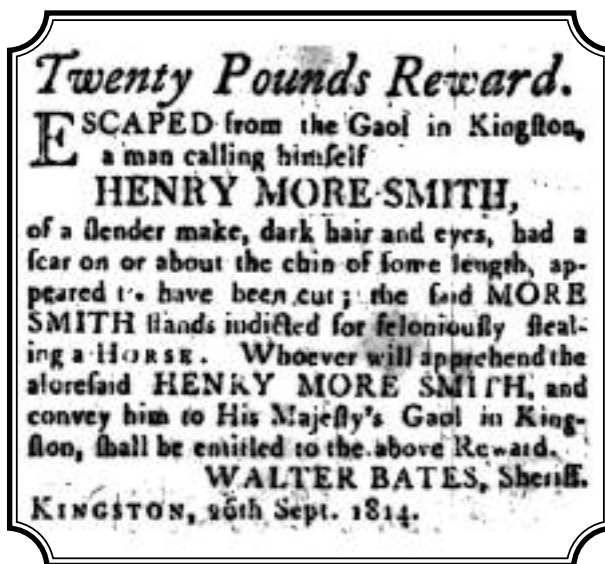 Twenty Pounds Reward.
ESCAPED from the Gaol in Kingſton,
a man calling himſelf
HENRY MORE SMITH,
of a ſlender make, dark hair and eyes, had a
ſcar on or about the chin of ſome length, ap-
peared to have been cut; the ſaid MORE
SMITH ſtands indicted for feloniouſly ſteal-
ing a HORSE. Whoever will apprehend the
aforeſaid HENRY MORE SMITH, and
convey him to His Majeſty's Gaol in King-
ſton, ſhall be entitled to the above Reward.
WALTER BATES, Sheriff.
KINGSTON, 26th Sept. 1814.